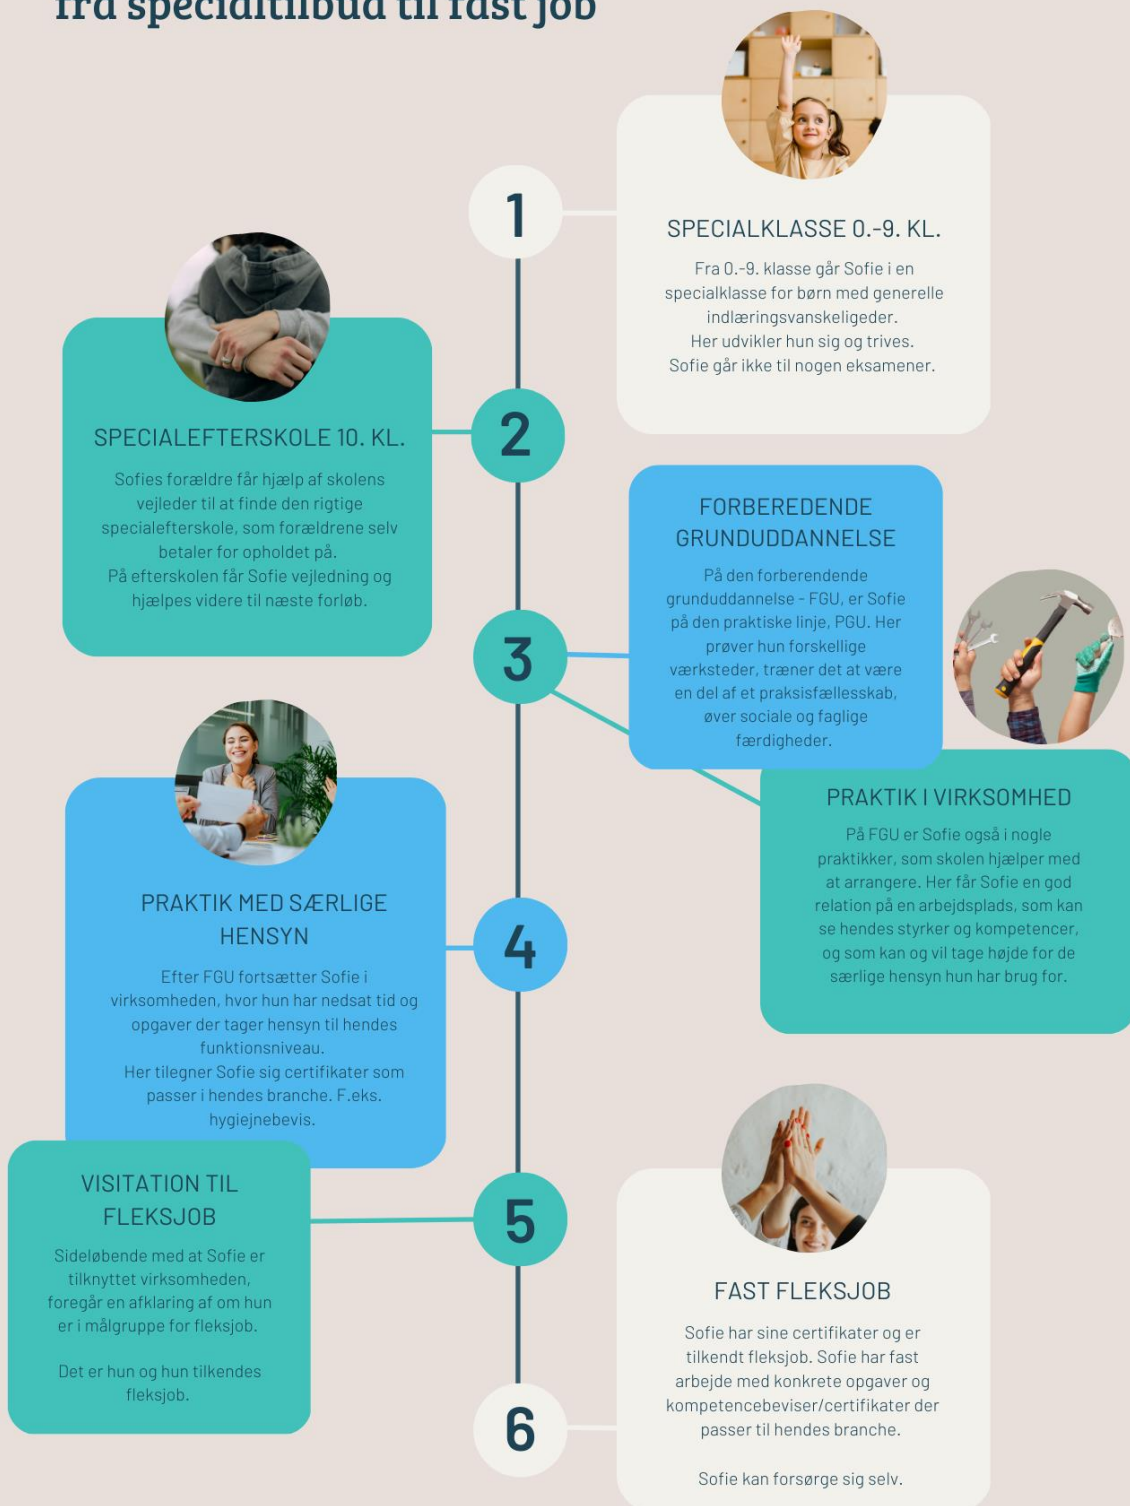 fra specialtilbud til fast job
1
SPECIALKLASSE 0.-9. KL.
Fra 0.-9. klasse går Sofie i en
specialklasse for børn med generelle
indlæringsvanskeligeder.
Her udvikler hun sig og trives.
Sofie går ikke til nogen eksamener.
2
SPECIALEFTERSKOLE 10. KL.
Sofies forældre får hjælp af skolens
vejleder til at finde den rigtige
specialefterskole, som forældrene selv
betaler for opholdet på.
På efterskolen får Sofie vejledning og
hjælpes videre til næste forløb.
3
FORBEREDENDE
GRUNDUDDANNELSE
På den forberendende
grunduddannelse - FGU, er Sofie
på den praktiske linje, PGU. Her
prøver hun forskellige
værksteder, træner det at være
en del af et praksisfællesskab,
øver sociale og faglige
færdigheder.
PRAKTIK I VIRKSOMHED
På FGU er Sofie også i nogle
praktikker, som skolen hjælper med
at arrangere. Her får Sofie en god
relation på en arbejdsplads, som kan
se hendes styrker og kompetencer,
og som kan og vil tage højde for de
særlige hensyn hun har brug for.
4
PRAKTIK MED SÆRLIGE
HENSYN
Efter FGU fortsætter Sofie i
virksomheden, hvor hun har nedsat tid og
opgaver der tager hensyn til hendes
funktionsniveau.
Her tilegner Sofie sig certifikater som
passer i hendes branche. F.eks.
hygiejnebevis.
5
VISITATION TIL
FLEKSJOB
Sideløbende med at Sofie er
tilknyttet virksomheden,
foregår en afklaring af om hun
er i målgruppe for fleksjob.
Det er hun og hun tilkendes
fleksjob.
6
FAST FLEKSJOB
Sofie har sine certifikater og er
tilkendt fleksjob. Sofie har fast
arbejde med konkrete opgaver og
kompetencebeviser/certifikater der
passer til hendes branche.
Sofie kan forsørge sig selv.